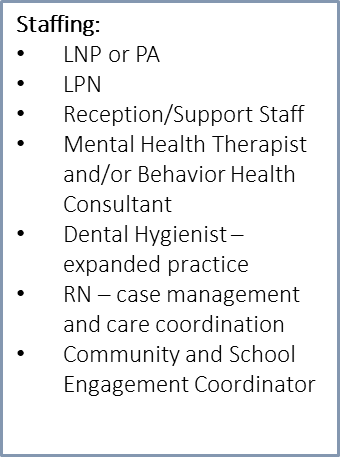 Staffing:
• LNP or PA
• LPN
• Reception/Support Staff
• Mental Health Therapist
and/or Behavior Health
Consultant
• Dental Hygienist –
expanded practice
• RN – case management
and care coordination
• Community and School
Engagement Coordinator